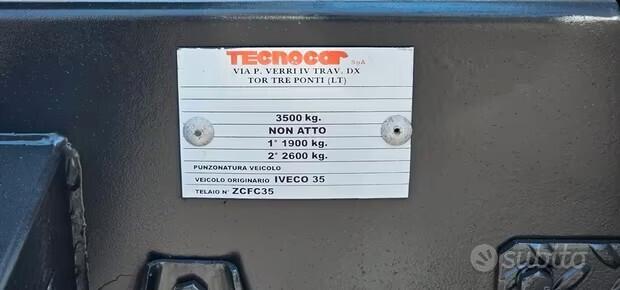 TECNOCAR SpA
VIA P. VERRI IV TRAV. DX
TOR TRE PONTI (LT)
3500 kg.
NON ATTO
1° 1900 kg.
2° 2600 kg.
PUNZONATURA VEICOLO
VEICOLO ORIGINARIO IVECO 35
TELAIO N° ZCFC35
subito